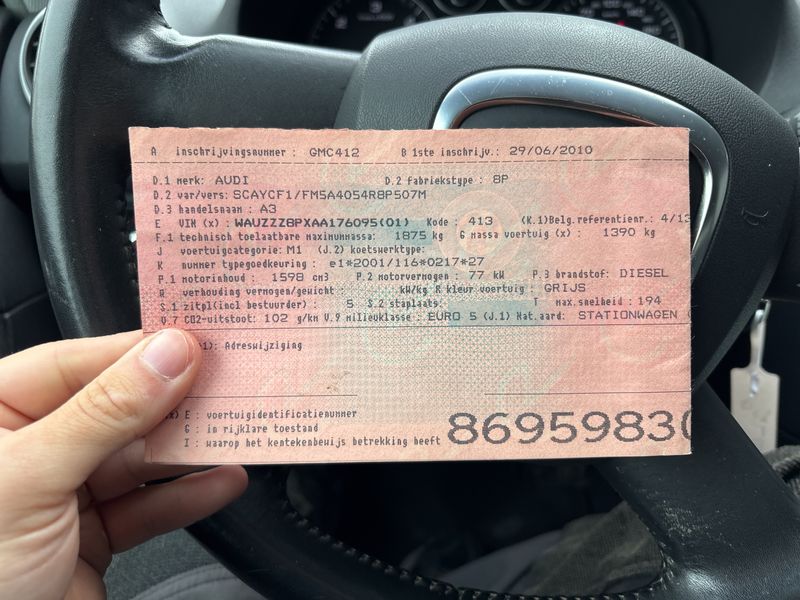 A inschrijvingsnummer : GMC412 B 1ste inschrijv.: 29/06/2010
D.1 merk: AUDI D.2 fabriekstype : 8P
D.2 var/vers: SCAYCF1/FM5A4054R8P507M
D.3 handelsnaam : A3
E VIN (x) : WAUZZZ8PXAA176095(01) Kode : 413 (K.1)Belg.referentienr.: 4/13
F.1 technisch toelaatbare maximummassa: 1875 kg G massa voertuig (x) : 1390 kg
J voertuigcategorie: M1 (J.2) koetswerktype:
K nummer typegoedkeuring : e1*2001/116*0217*27
P.1 motorinhoud : 1598 cm3 P.2 motorvermogen : 77 kW P.3 brandstof: DIESEL
Q verhouding vermogen/gewicht : kW/kg R kleur voertuig : GRIJS
S.1 zitpl(incl bestuurder) : 5 S.2 staplaats: T max.snelheid : 194
V.7 CO2-uitstoot: 102 g/km V.9 milieuklasse : EURO 5 (J.1) Nat.aard: STATIONWAGEN (
1): Adreswijziging
(x) E : voertuigidentificatienummer
G : in rijklare toestand
I : waarop het kentekenbewijs betrekking heeft
8695983